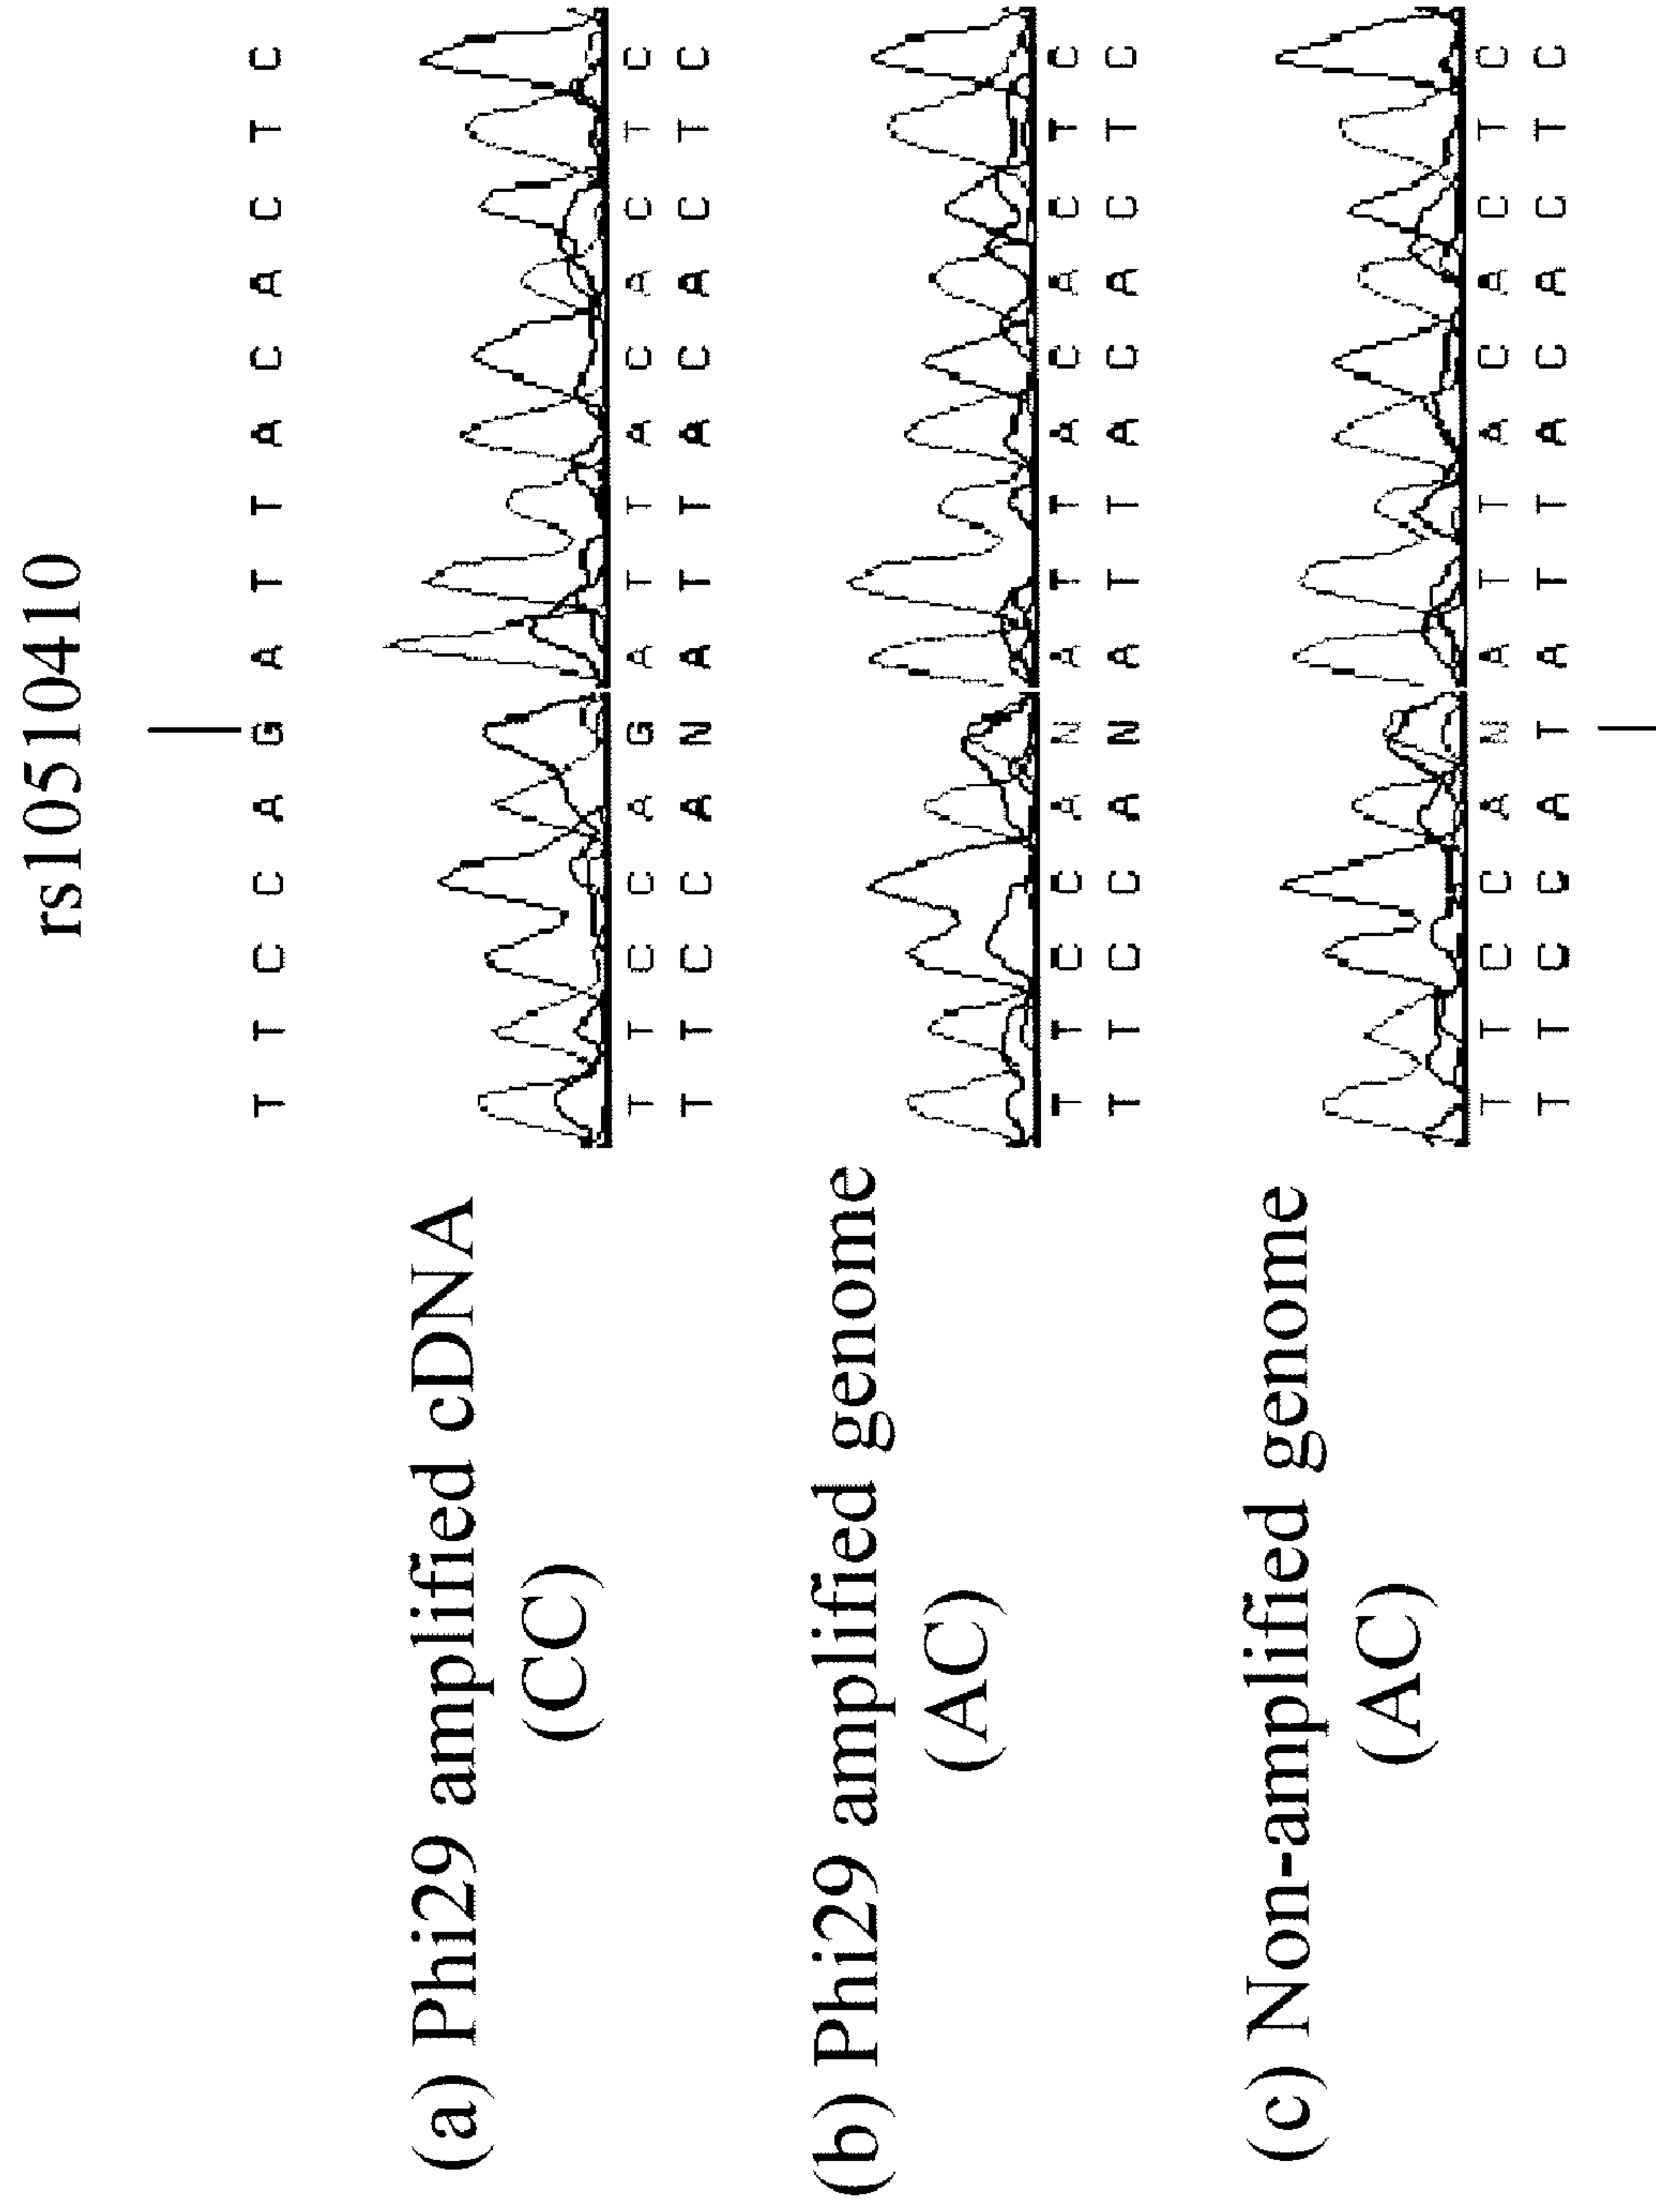 rs10510410
T T C C A G A T T A C A C T C
(a) Phi29 amplified cDNA
(CC)
T T C C A G A T T A C A C T C
T T C C A N A T T A C A C T C
(b) Phi29 amplified genome
(AC)
T T C C A N A T T A C A C T C
T T C C A N A T T A C A C T C
(c) Non-amplified genome
(AC)
T T C C A N A T T A C A C T C
T T C C A T A T T A C A C T C